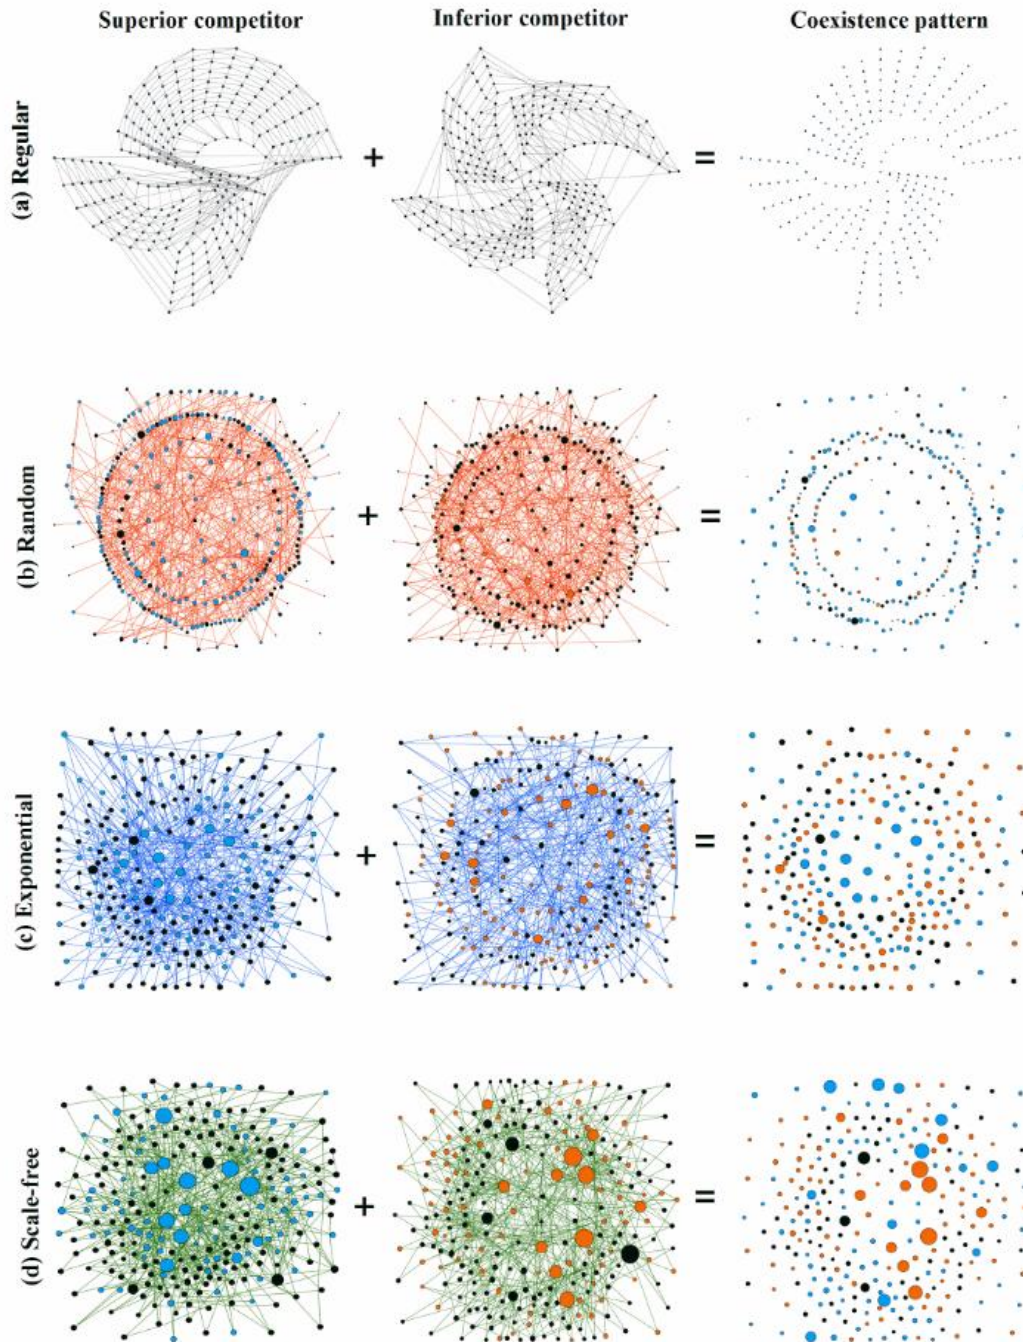 Superior competitor
Inferior competitor
Coexistence pattern
(a) Regular
+
=
(b) Random
+
=
(c) Exponential
+
=
(d) Scale-free
+
=